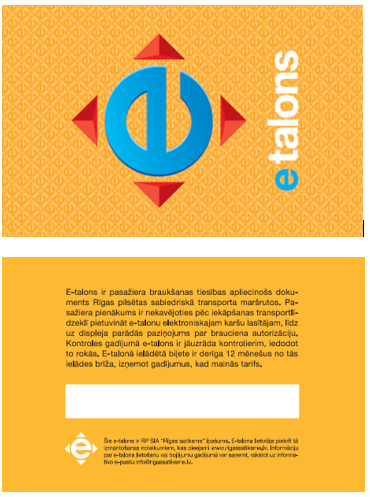 etalons
E-talons ir pasažiera braukšanas tiesības apliecinošs doku-
ments Rīgas pilsētas sabiedriskā transporta maršrutos. Pa-
sažiera pienākums ir nekavējoties pēc iekāpšanas transportlī-
dzeklī pietuvināt e-talonu elektroniskajam karšu lasītājam, līdz
uz displeja parādās paziņojums par brauciena autorizāciju.
Kontroles gadījumā e-talons ir jāuzrāda kontrolierim, iedodot
to rokās. E-talonā ielādētā biļete ir derīga 12 mēnešus no tās
ielādes brīža, izņemot gadījumus, kad mainās tarifs.
Šis e-talons ir RP SIA "Rīgas satiksme" īpašums. E-talona lietotājs piekrīt tā
izmantošanas noteikumiem, kas pieejami www.rigassatiksme.lv. Informāciju
par e-talona lietošanu vai bojājumu gadījumā var saņemt, rakstot uz informa-
tīvo e-pastu info@rigassatiksme.lv.